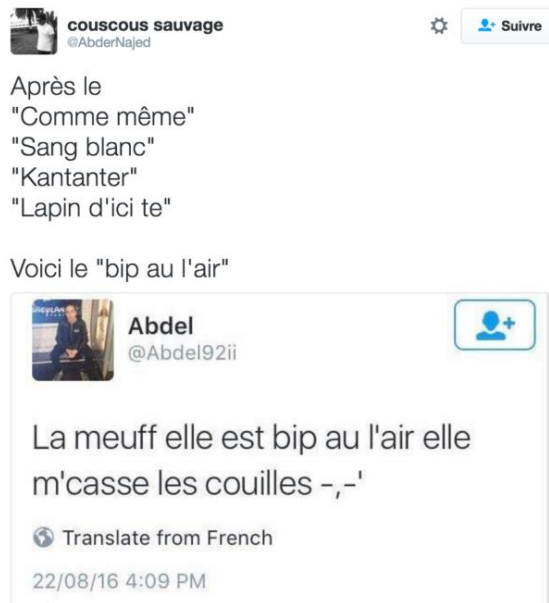 couscous sauvage
@AbderNajed
Suivre
Après le
"Comme même"
"Sang blanc"
"Kantanter"
"Lapin d'ici te"
Voici le "bip au l'air"
Abdel
@Abdel92ii
La meuff elle est bip au l'air elle
m'casse les couilles -,-'
Translate from French
22/08/16 4:09 PM